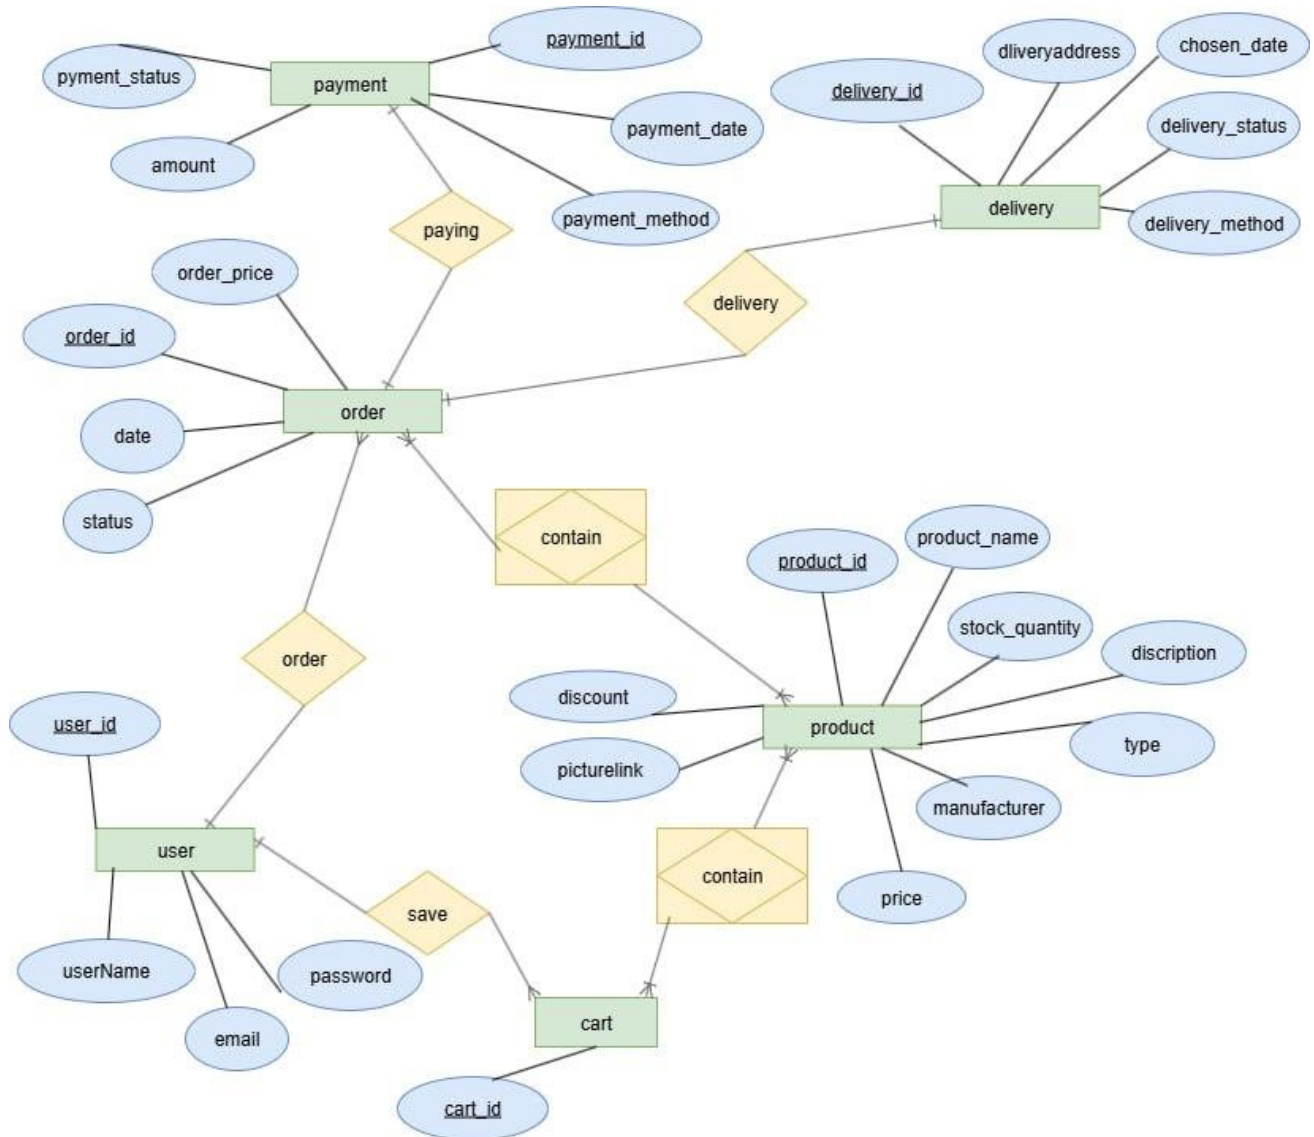 payment_id
pyment_status
payment
amount
payment_date
payment_method
dliveryaddress
chosen_date
delivery_id
delivery_status
delivery
delivery_method
paying
order_price
delivery
order_id
order
date
status
contain
product_name
product_id
stock_quantity
discription
order
discount
product
type
picturelink
manufacturer
user_id
user
contain
price
save
userName
password
email
cart
cart_id